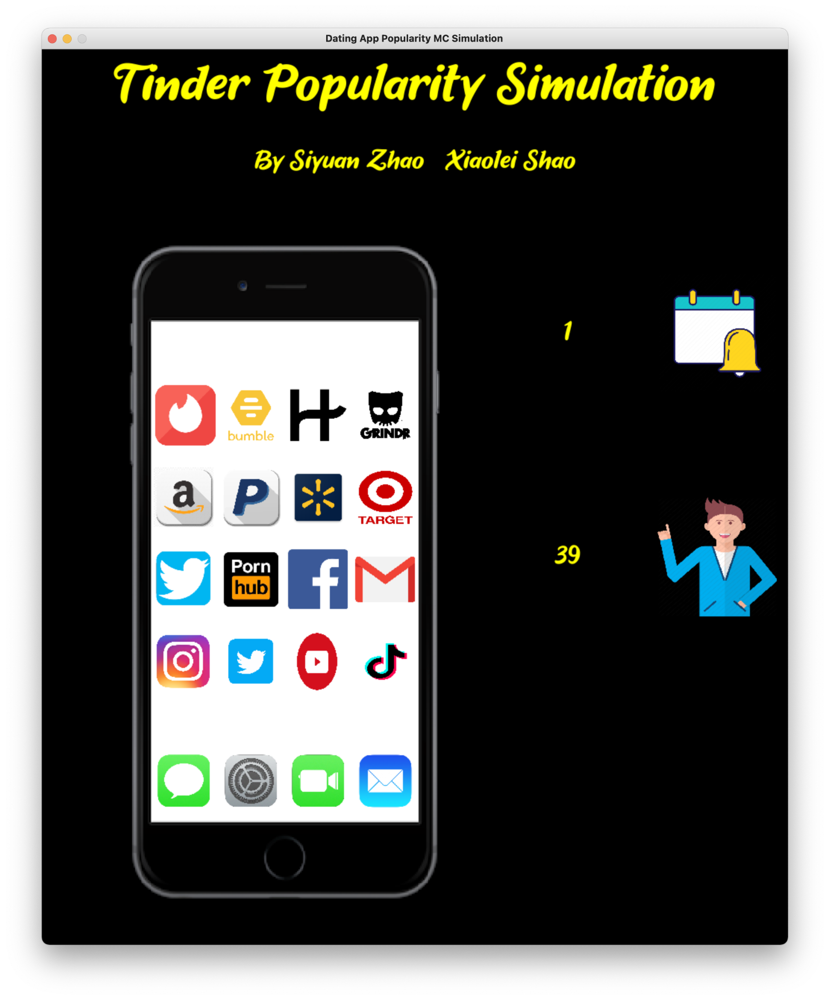 Dating App Popularity MC Simulation
Tinder Popularity Simulation
By Siyuan Zhao Xiaolei Shao
1
bumble
GRINDR
a
P
TARGET
39
Porn
hub
f